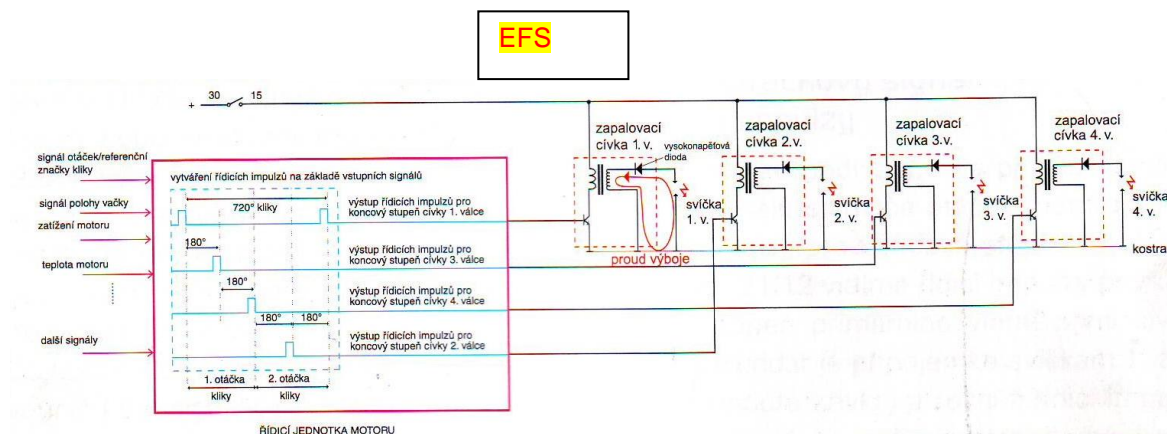 EFS
+ 30 15
zapalovací
cívka 1. v.
vysokonapěťová
dioda
svíčka
1. v.
zapalovací
cívka 2. v.
svíčka
2. v.
zapalovací
cívka 3. v.
svíčka
3. v.
zapalovací
cívka 4. v.
svíčka
4. v.
proud výboje
kostra
signál otáček/referenční
značky kliky
signál polohy vačky
zatížení motoru
teplota motoru
další signály
vytváření řídicích impulzů na základě vstupních signálů
720° kliky
výstup řídicích impulzů pro
koncový stupeň cívky 1. válce
180°
výstup řídicích impulzů pro
koncový stupeň cívky 3. válce
180°
výstup řídicích impulzů pro
koncový stupeň cívky 4. válce
180° 180°
výstup řídicích impulzů pro
koncový stupeň cívky 2. válce
1. otáčka
kliky
2. otáčka
kliky
ŘÍDICÍ JEDNOTKA MOTORU